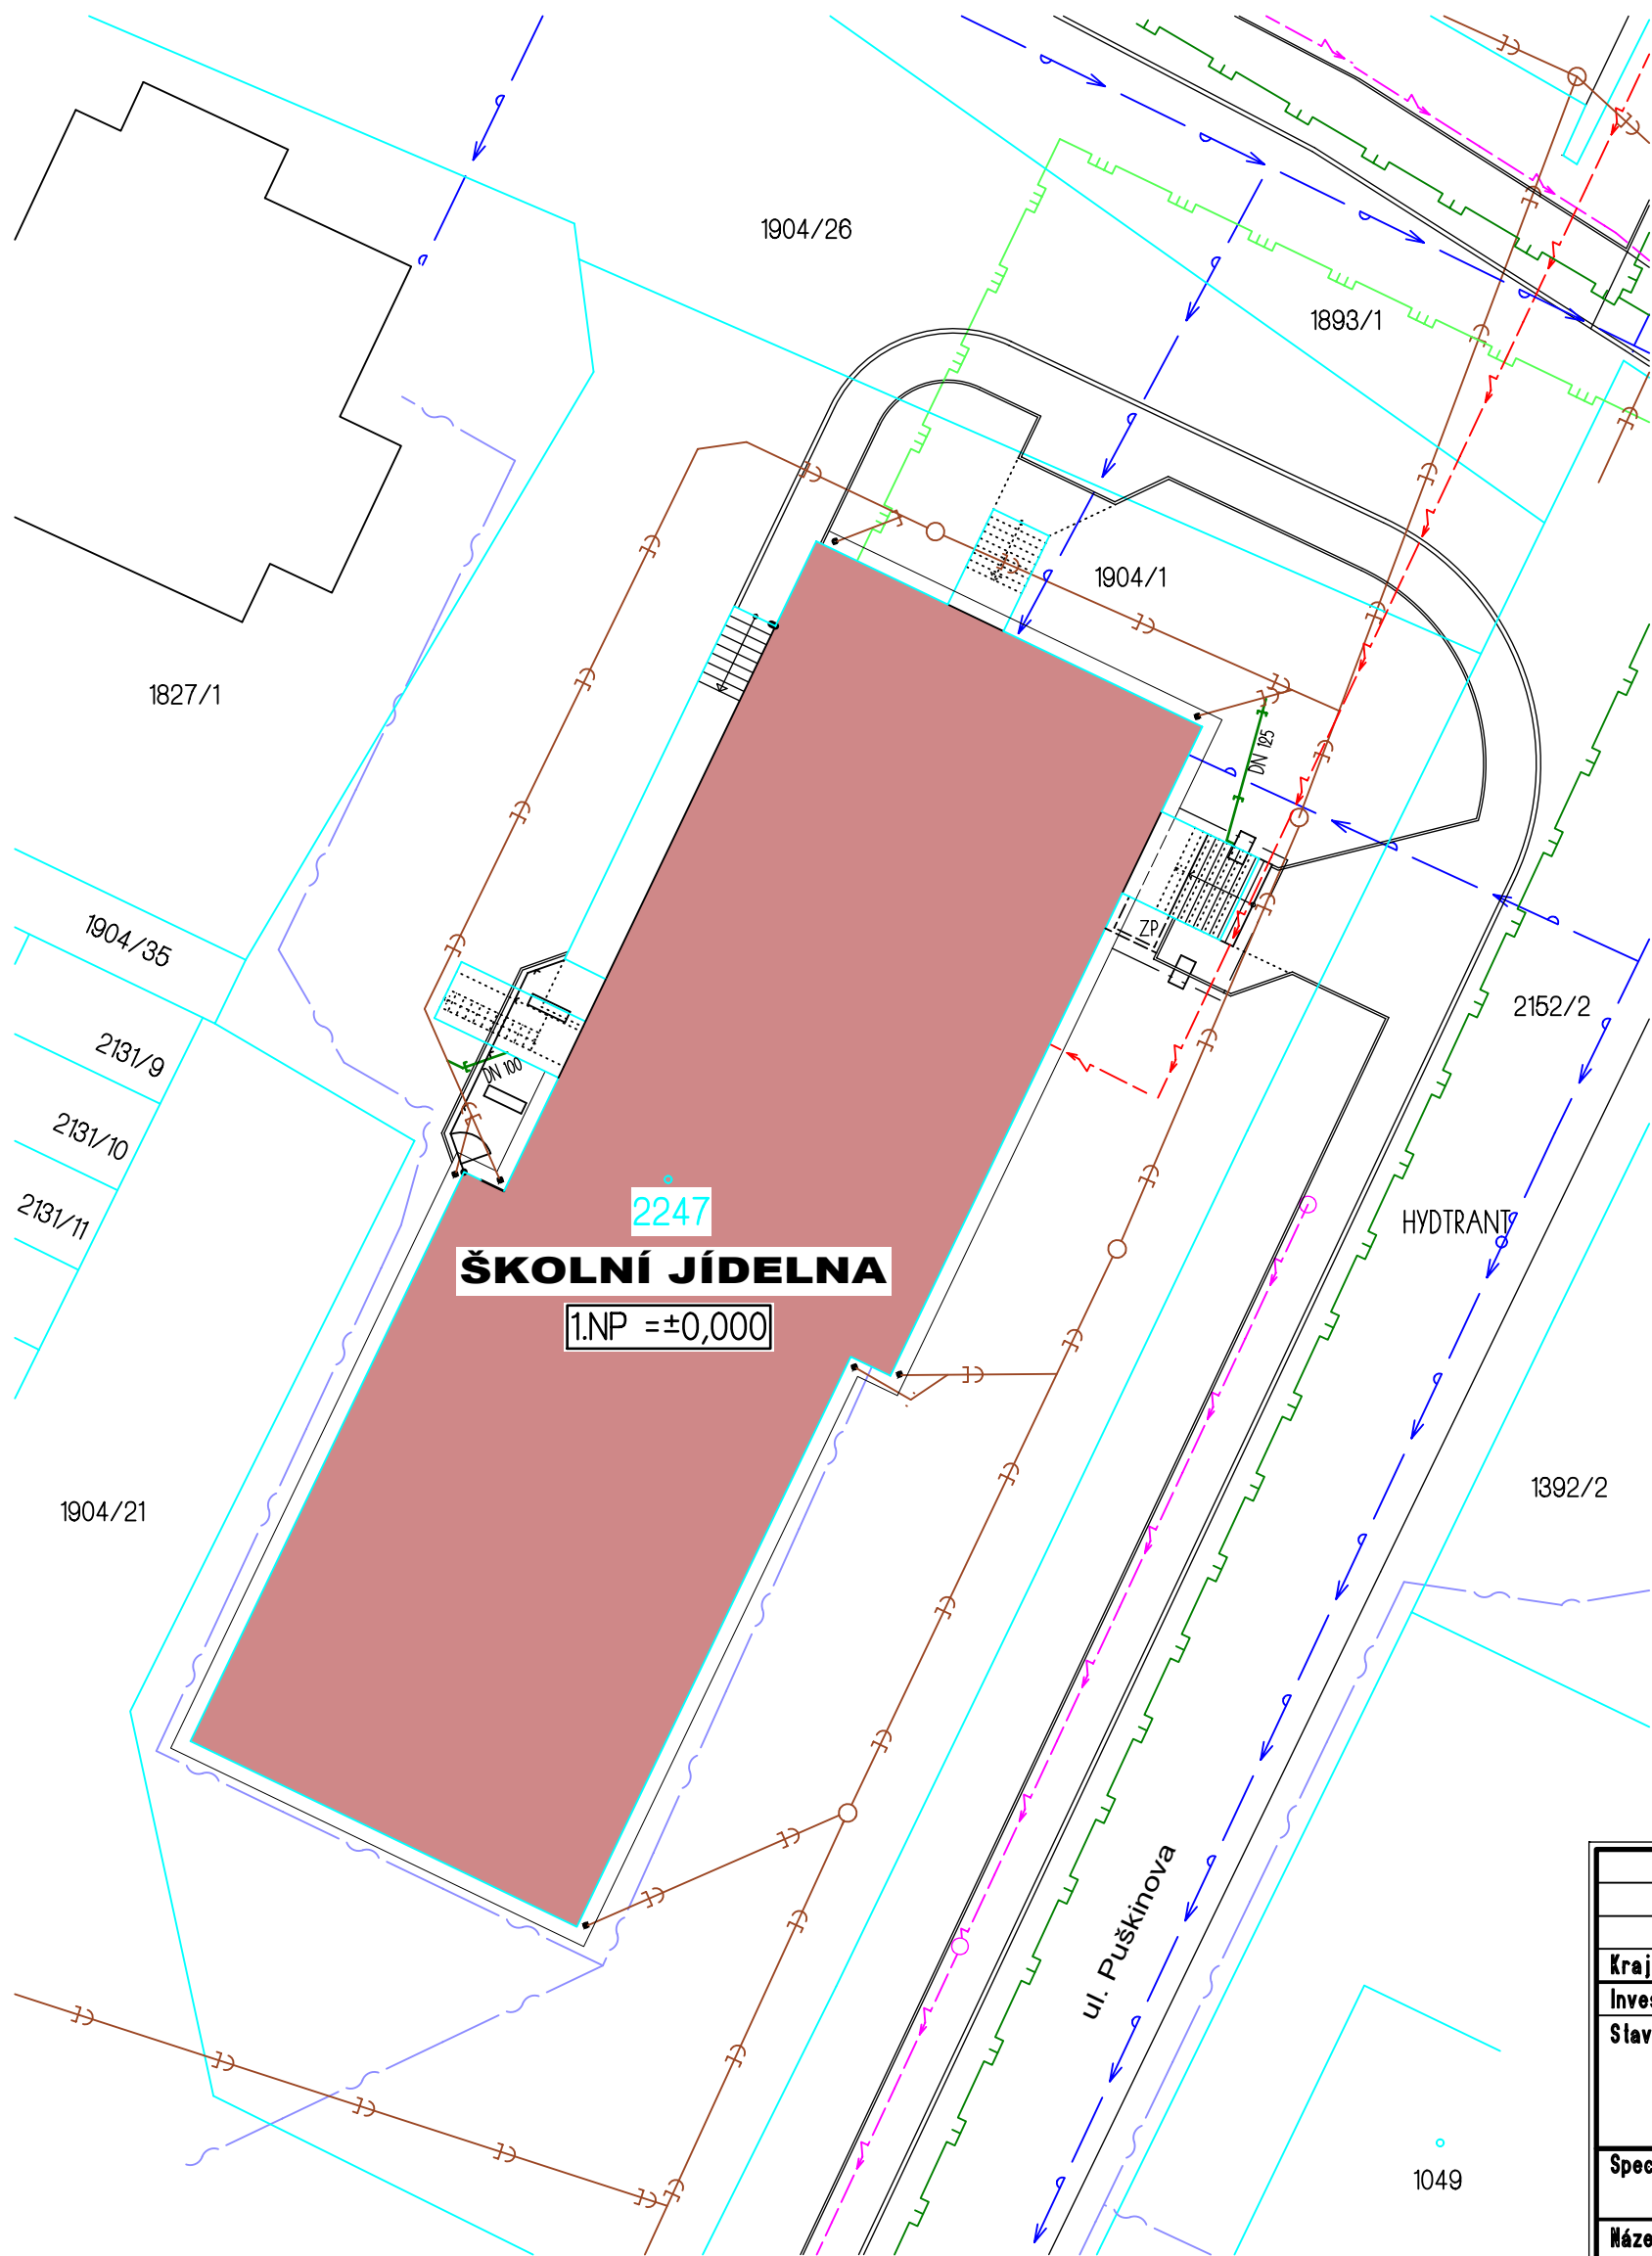 1904/26
1893/1
1904/1
1827/1
DN 125
ZP
1904/35
2152/2
2131/9
DN 100
2131/10
2131/11
2247
HYDTRANT
ŠKOLNÍ JÍDELNA
1.NP =±0,000
1392/2
1904/21
ul. Puškinova
Kraj
Inves
Stav
1049
Spec
Náze